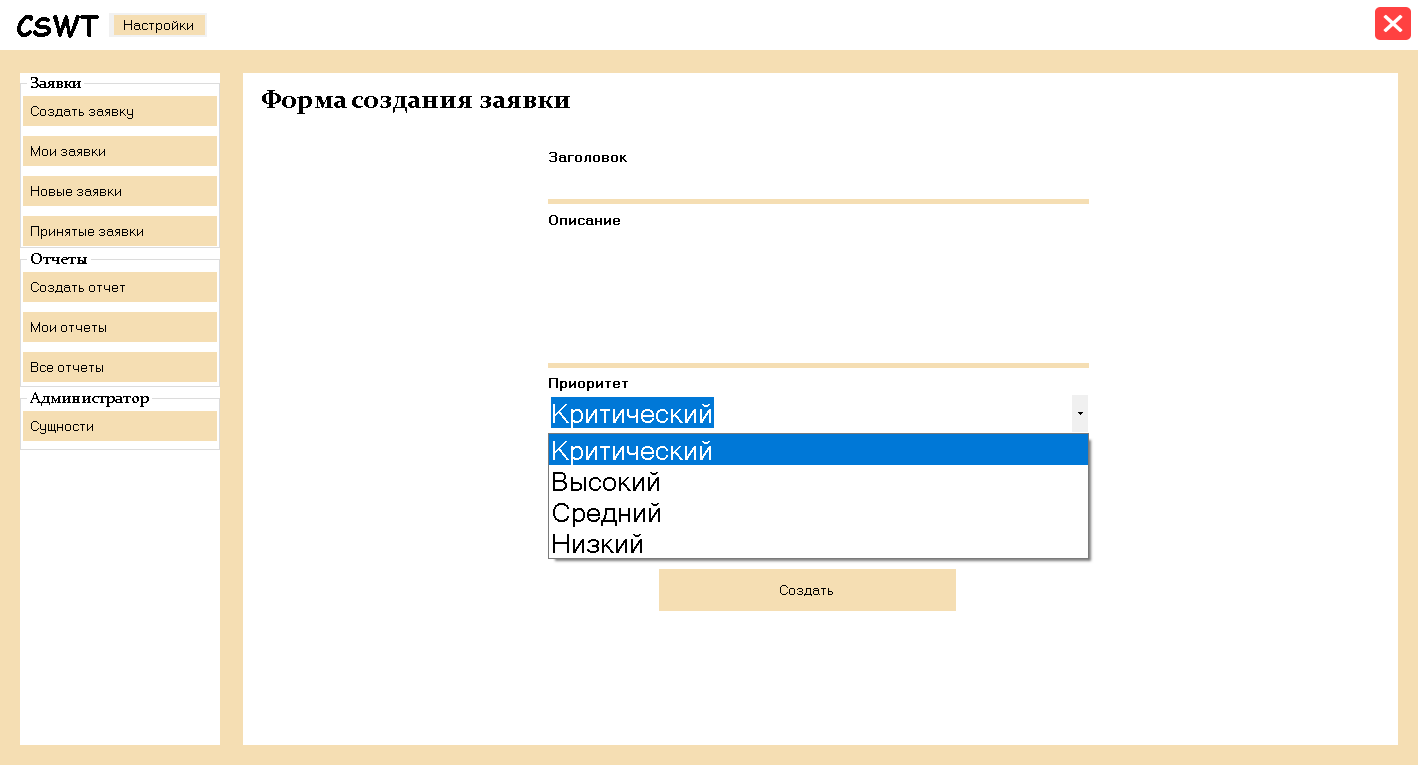 CSWT
Настройки
Заявки
Создать заявку
Мои заявки
Новые заявки
Принятые заявки
Отчеты
Создать отчет
Мои отчеты
Все отчеты
Администратор
Сущности
Форма создания заявки
Заголовок
Описание
Приоритет
Критический
Критический
Высокий
Средний
Низкий
Создать